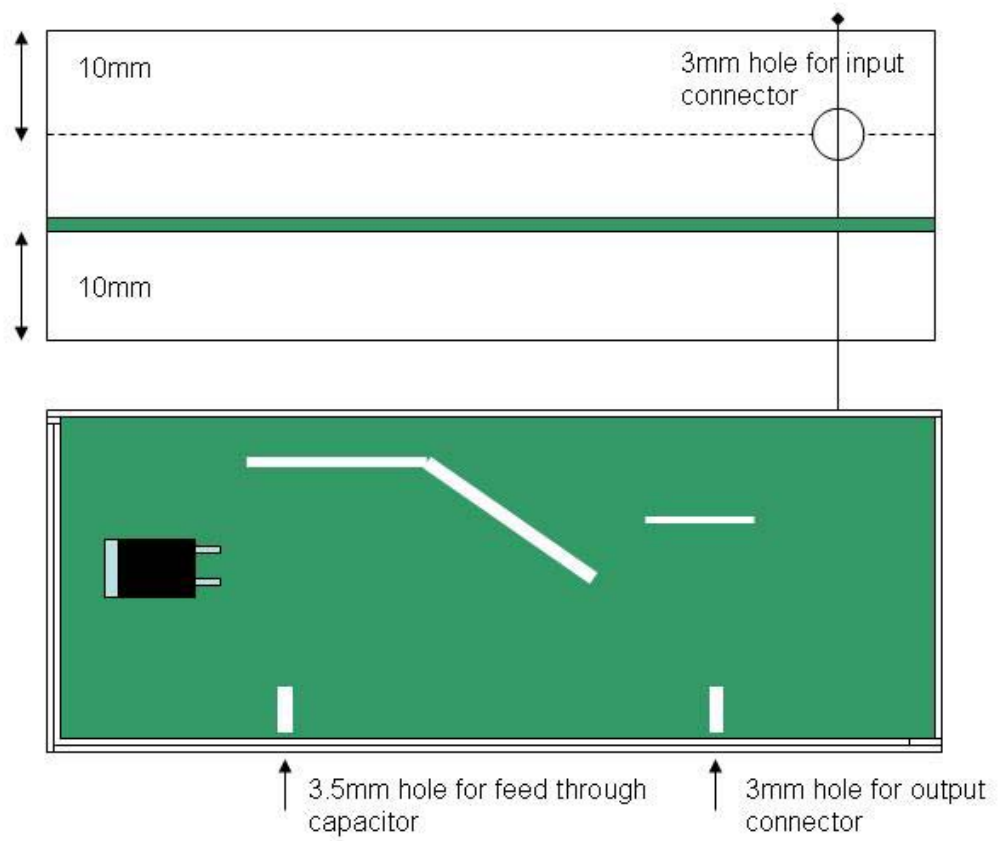 10mm
3mm hole for input
connector
10mm
3.5mm hole for feed through
capacitor
3mm hole for output
connector